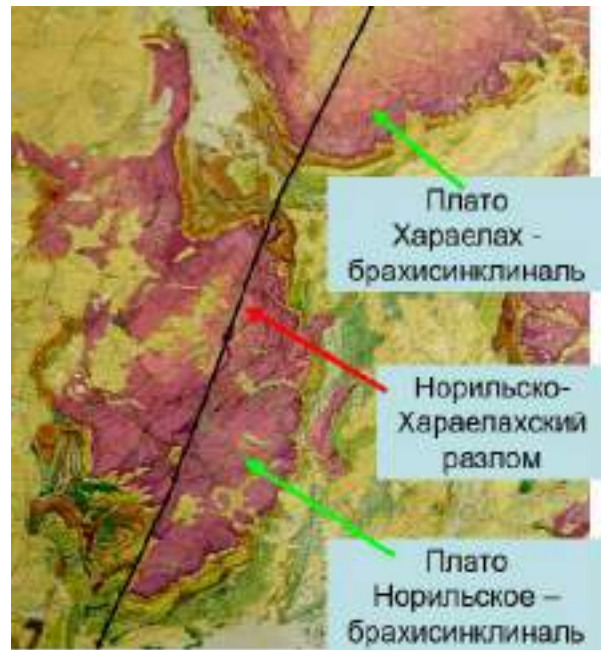 Плато
Хараелах -
брахисинклиналь
Норильско-
Хараелахский
разлом
Плато
Норильское –
брахисинклиналь